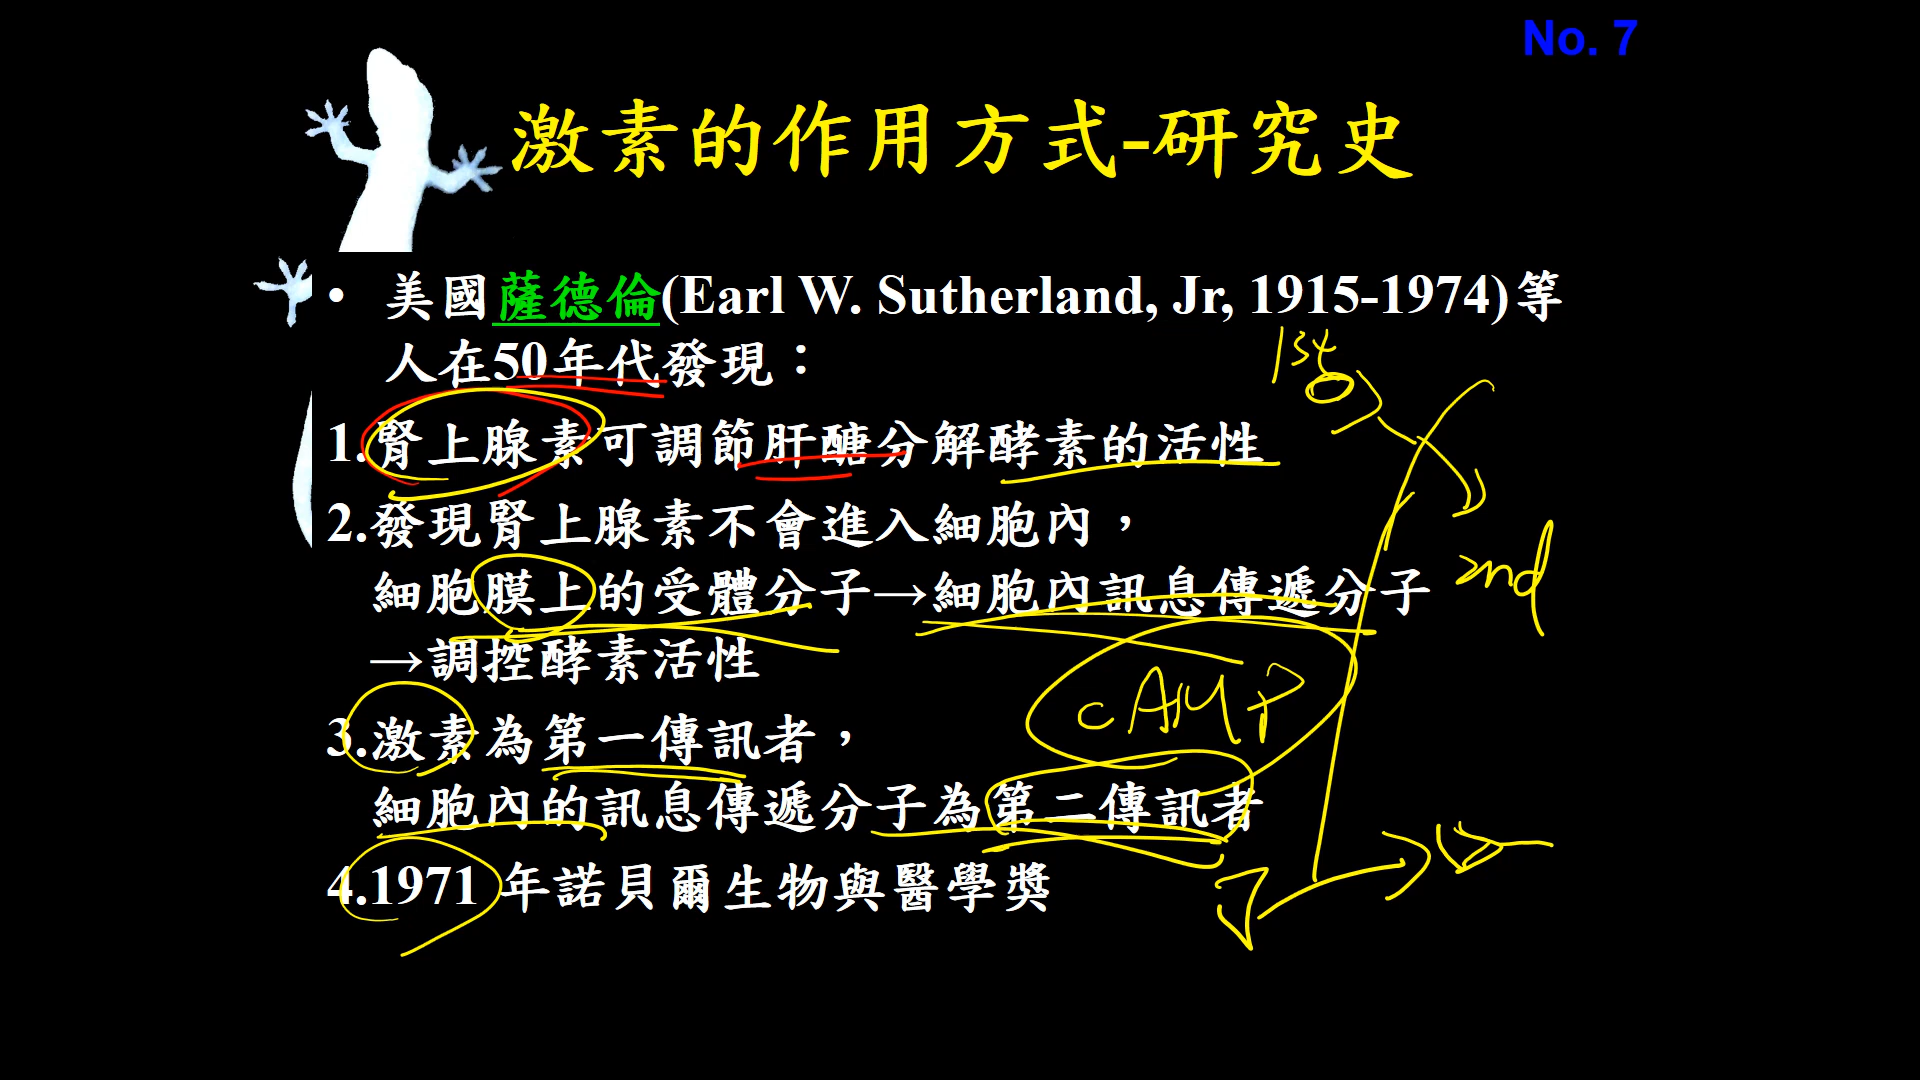 No. 7
激素的作用方式-研究史
• 美國薩德倫(Earl W. Sutherland, Jr, 1915-1974)等
人在50年代發現：
1st
1.腎上腺素可調節肝醣分解酵素的活性
2.發現腎上腺素不會進入細胞內，
細胞膜上的受體分子→細胞內訊息傳遞分子
2nd
→調控酵素活性
cAMP
3.激素為第一傳訊者，
細胞內的訊息傳遞分子為第二傳訊者
4.1971 年諾貝爾生物與醫學獎